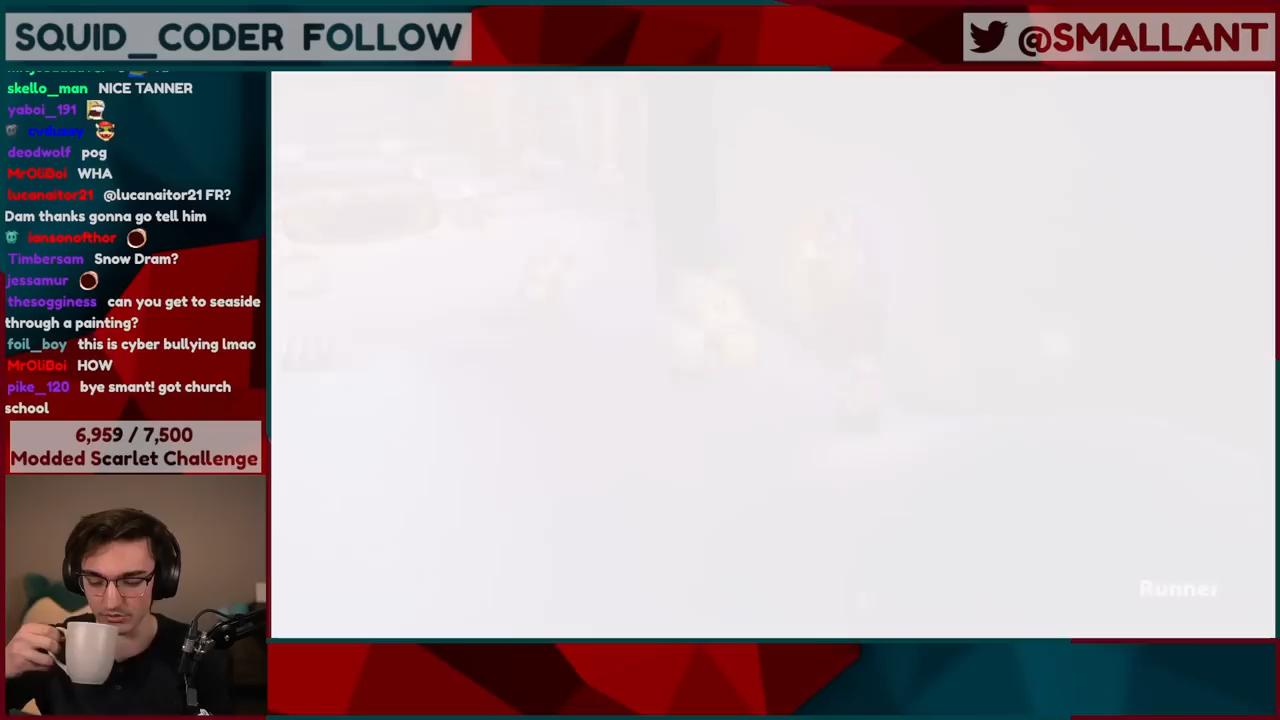 SQUID_CODER FOLLOW
@SMALLANT
skello_man NICE TANNER
yaboi_191
cvduzzy
deodwolf pog
MrOliBoi WHA
lucanaitor21 @lucanaitor21 FR?
Dam thanks gonna go tell him
iansonofthor
Timbersam Snow Dram?
jessamur
thesogginess can you get to seaside
through a painting?
foil_boy this is cyber bullying lmao
MrOliBoi HOW
pike_120 bye smant! got church
school
6,959 / 7,500
Modded Scarlet Challenge
Runner